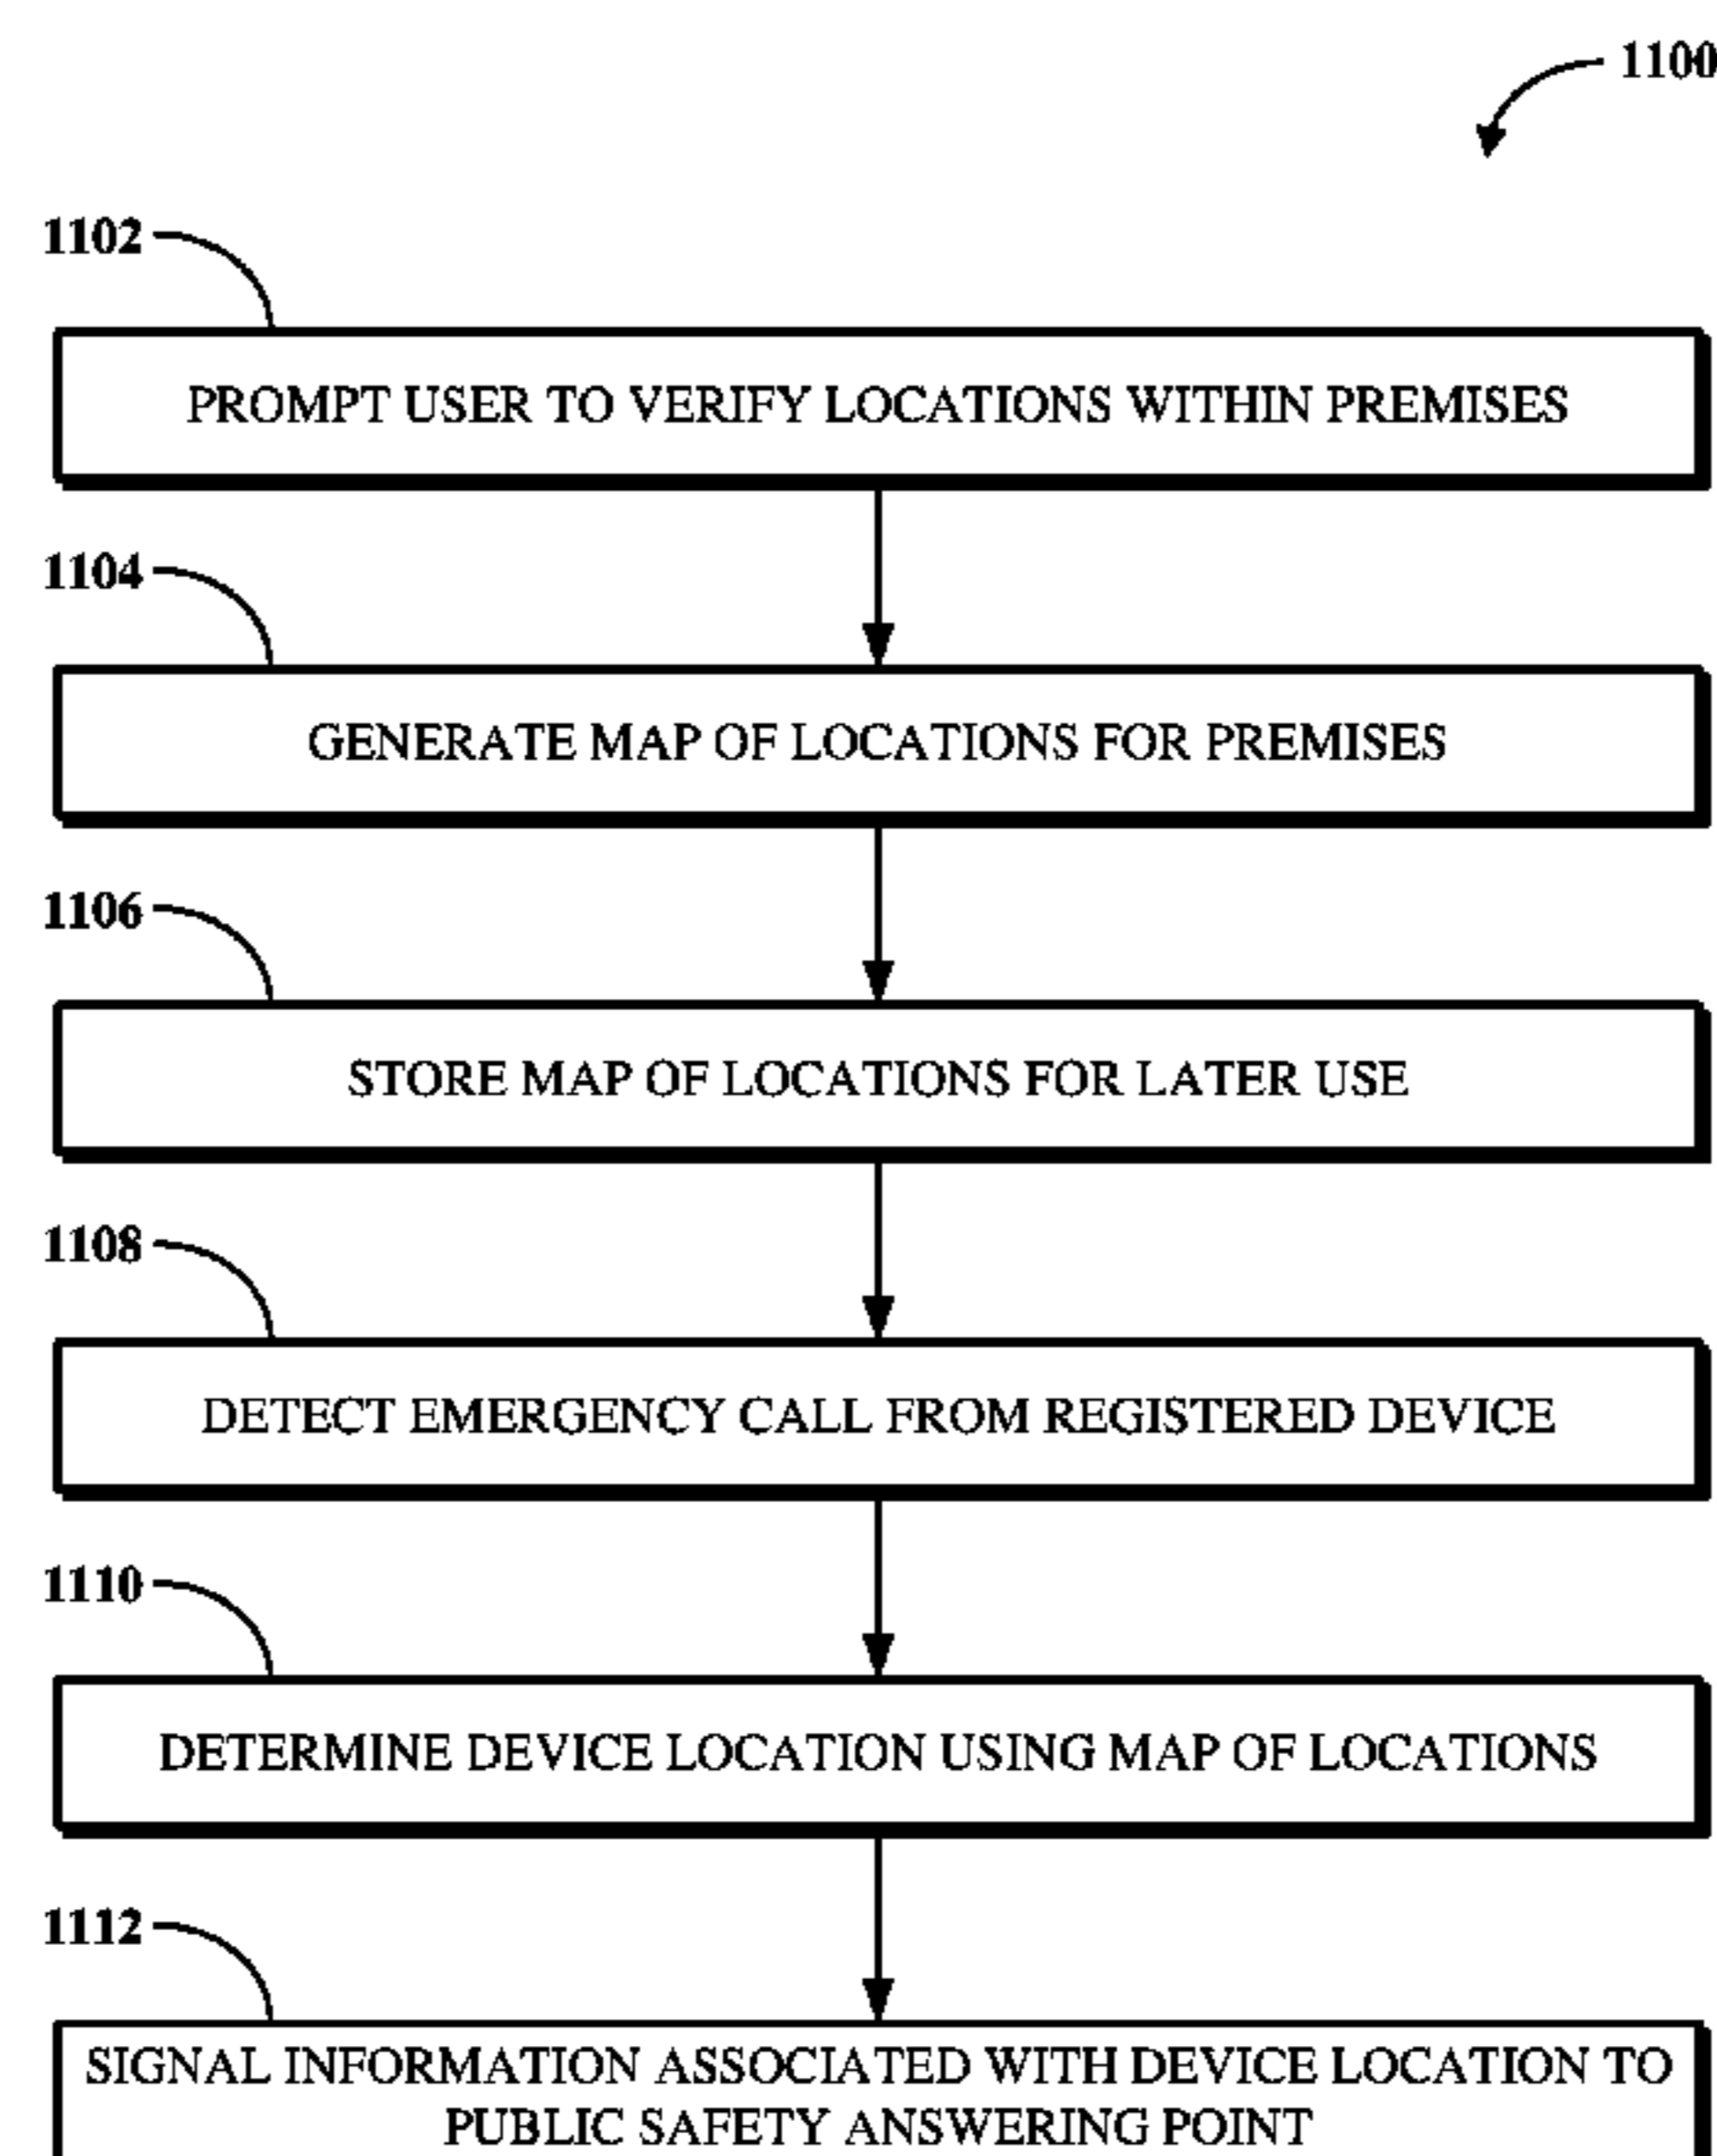 1100
1102
PROMPT USER TO VERIFY LOCATIONS WITHIN PREMISES
1104
GENERATE MAP OF LOCATIONS FOR PREMISES
1106
STORE MAP OF LOCATIONS FOR LATER USE
1108
DETECT EMERGENCY CALL FROM REGISTERED DEVICE
1110
DETERMINE DEVICE LOCATION USING MAP OF LOCATIONS
1112
SIGNAL INFORMATION ASSOCIATED WITH DEVICE LOCATION TO
PUBLIC SAFETY ANSWERING POINT